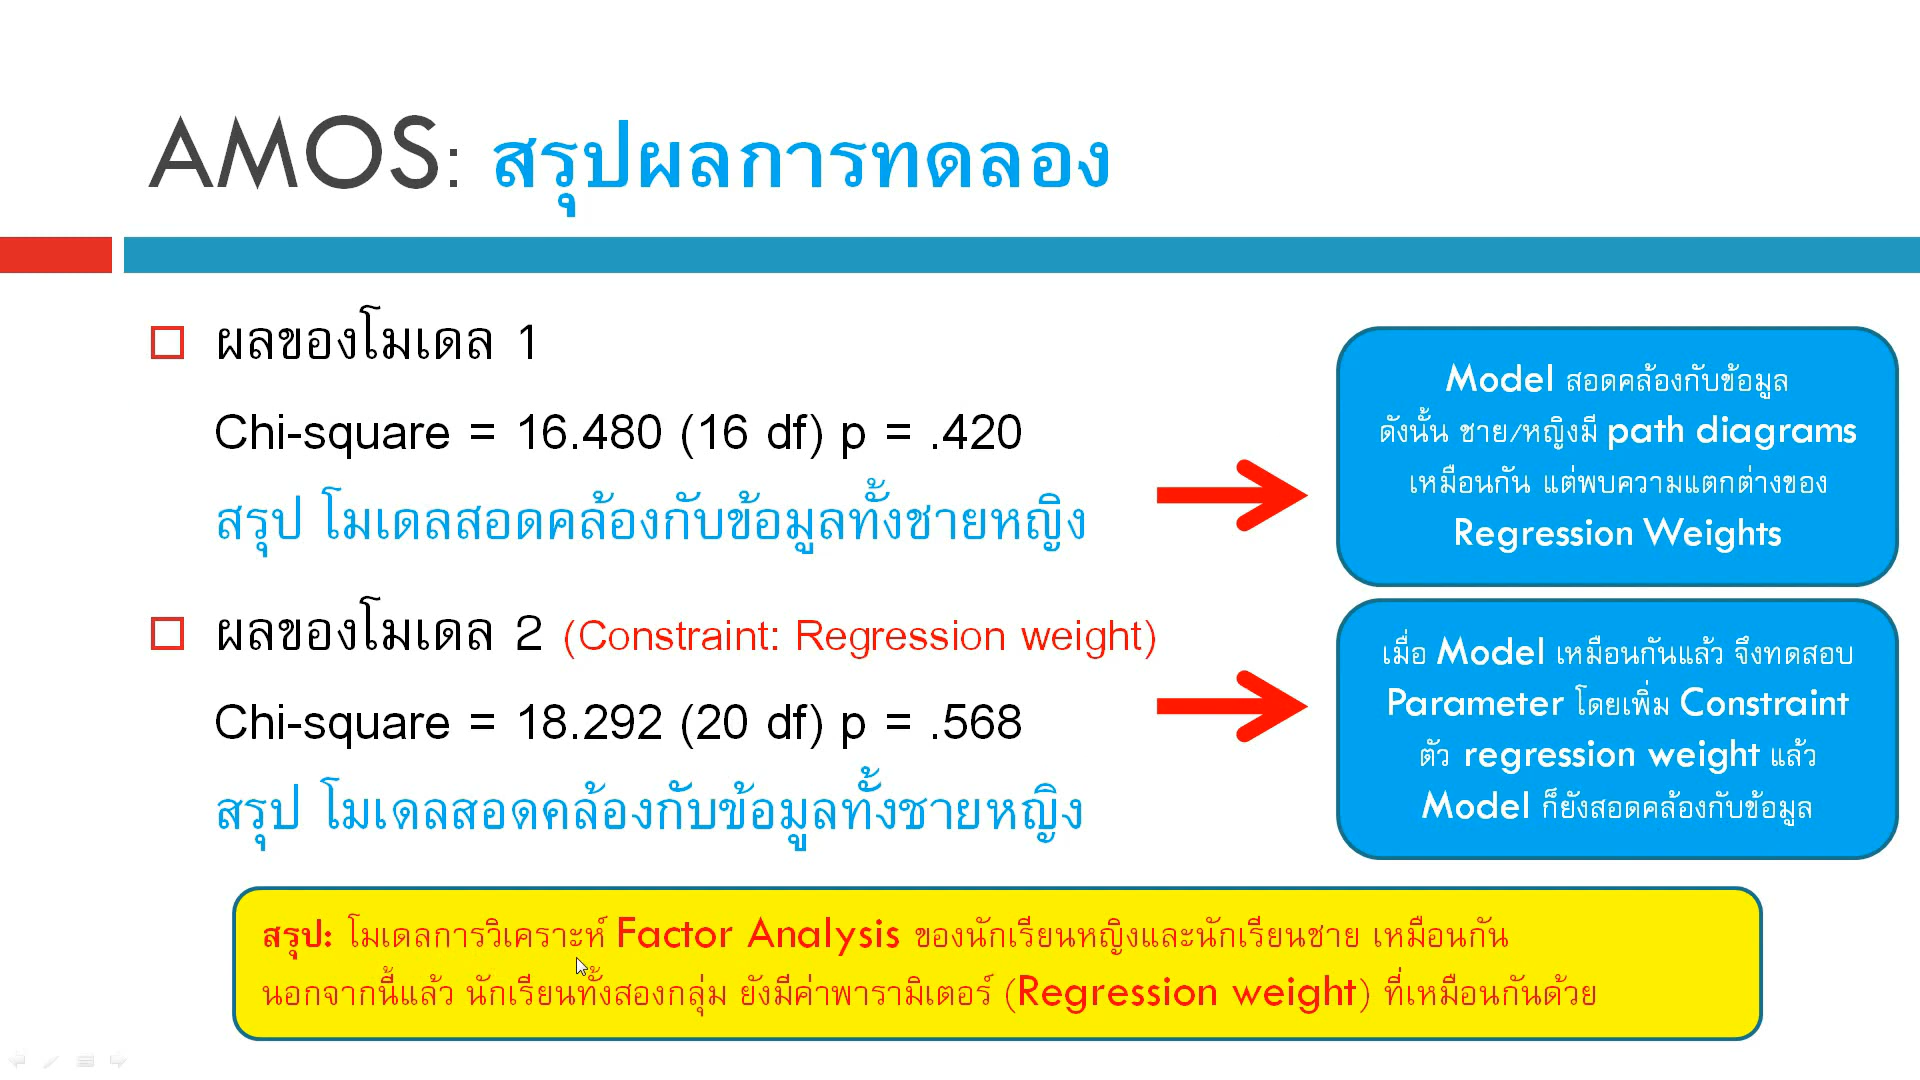 AMOS: สรุปผลการทดลอง
ผลของโมเดล 1
Chi-square = 16.480 (16 df) p = .420
สรุป โมเดลสอดคล้องกับข้อมูลทั้งชายหญิง
Model สอดคล้องกับข้อมูล
ดังนั้น ชาย/หญิงมี path diagrams
เหมือนกัน แต่พบความแตกต่างของ
Regression Weights
ผลของโมเดล 2 (Constraint: Regression weight)
Chi-square = 18.292 (20 df) p = .568
สรุป โมเดลสอดคล้องกับข้อมูลทั้งชายหญิง
เมื่อ Model เหมือนกันแล้ว จึงทดสอบ
Parameter โดยเพิ่ม Constraint
ตัว regression weight แล้ว
Model ก็ยังสอดคล้องกับข้อมูล
สรุป: โมเดลการวิเคราะห์ Factor Analysis ของนักเรียนหญิงและนักเรียนชาย เหมือนกัน
นอกจากนี้แล้ว นักเรียนทั้งสองกลุ่ม ยังมีค่าพารามิเตอร์ (Regression weight) ที่เหมือนกันด้วย